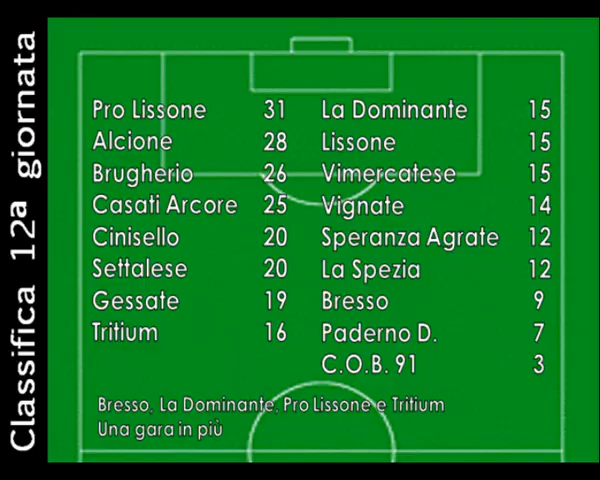 Classifica 12ª giornata
Pro Lissone 31
Alcione 28
Brugherio 26
Casati Arcore 25
Cinisello 20
Settalese 20
Gessate 19
Tritium 16
La Dominante 15
Lissone 15
Vimercatese 15
Vignate 14
Speranza Agrate 12
La Spezia 12
Bresso 9
Paderno D. 7
C.O.B. 91 3
Bresso, La Dominante, Pro Lissone e Tritium
Una gara in più